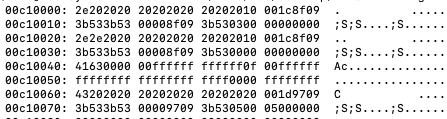 00c10000: 2e202020 20202020 20202010 001c8f09  .          .....
00c10010: 3b533b53 00008f09 3b530300 00000000  ;S;S....;S......
00c10020: 2e2e2020 20202020 20202010 001c8f09  ..         .....
00c10030: 3b533b53 00008f09 3b530000 00000000  ;S;S....;S......
00c10040: 41630000 00ffffff ffffff0f 00ffffff  Ac..............
00c10050: ffffffff ffffffff ffff0000 ffffffff  ................
00c10060: 43202020 20202020 20202020 001d9709  C           ....
00c10070: 3b533b53 00009709 3b530500 05000000  ;S;S....;S......